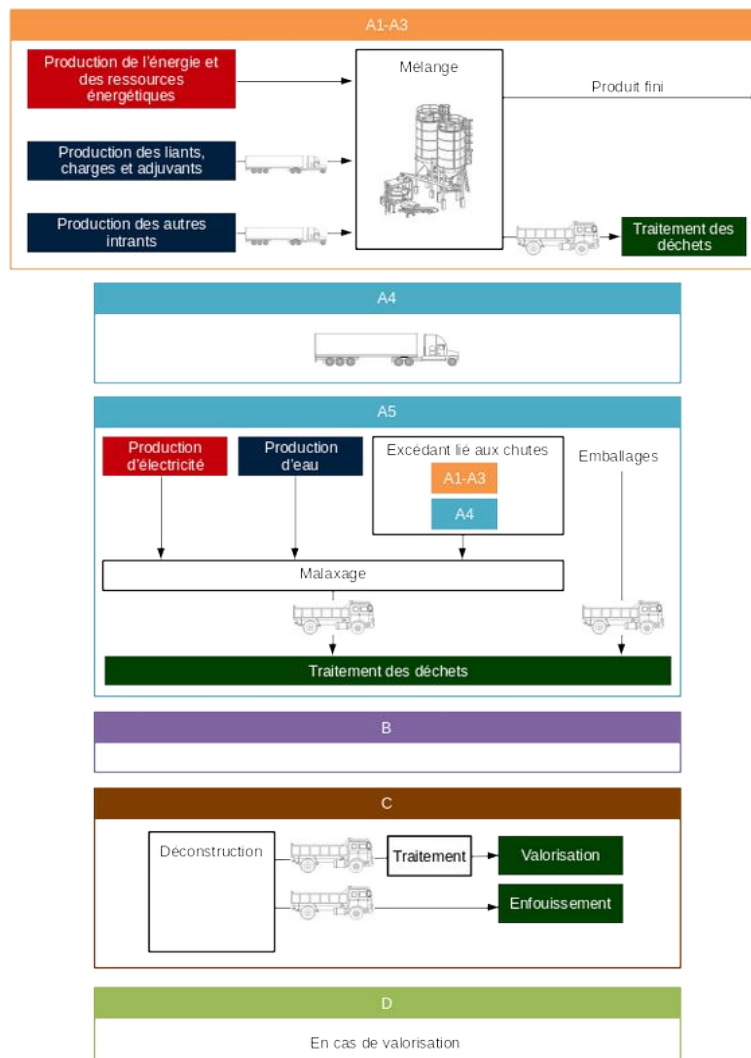 A1-A3
Production de l'énergie et
des ressources
énergétiques
Mélange
Produit fini
Production des liants,
charges et adjuvants
Production des autres
intrants
Traitement des
déchets
A4
A5
Production
d'électricité
Production
d'eau
Excédant lié aux chutes
A1-A3
A4
Emballages
Malaxage
Traitement des déchets
B
C
Déconstruction
Traitement
Valorisation
Enfouissement
D
En cas de valorisation